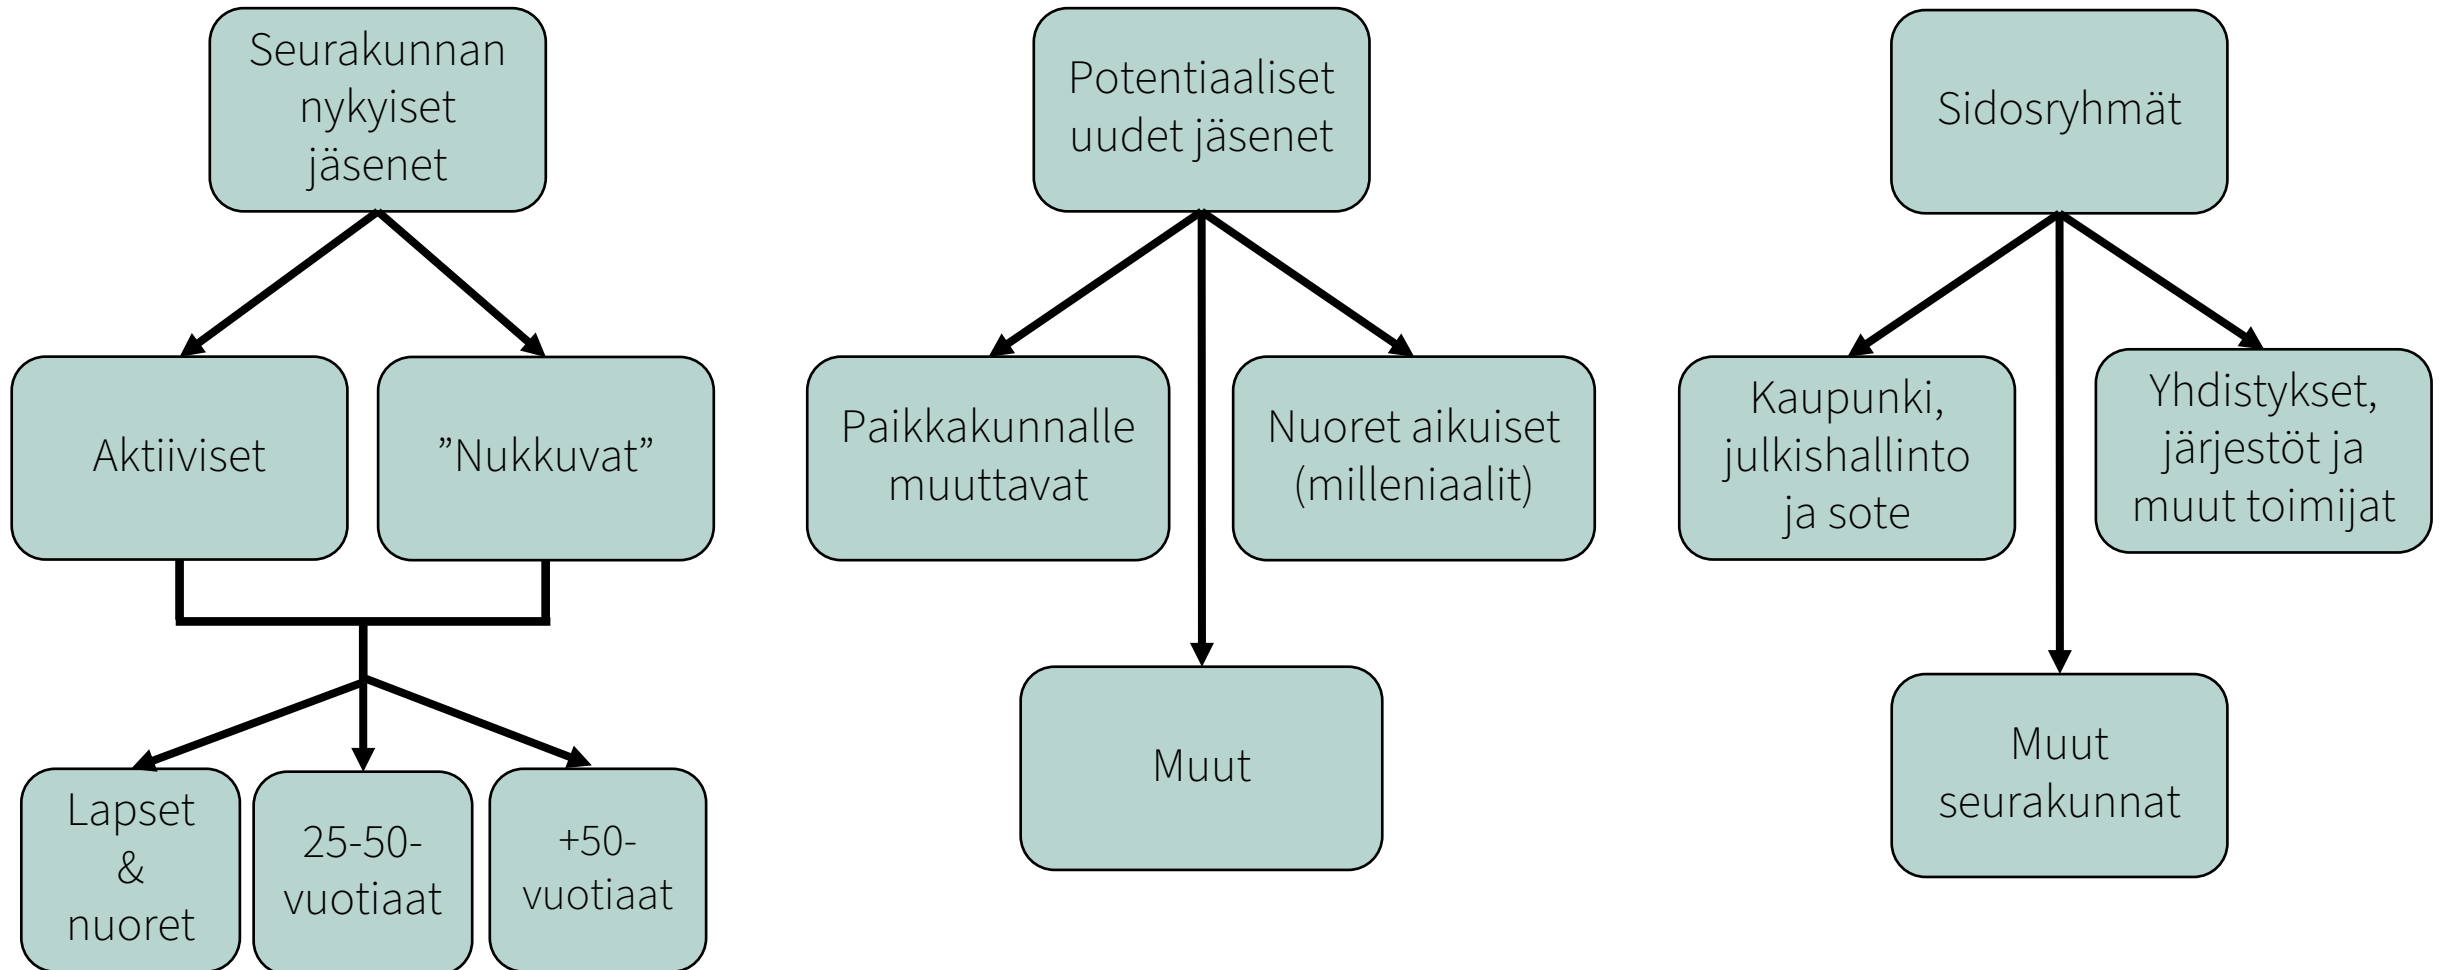 Seurakunnan
nykyiset
jäsenet
Potentiaaliset
uudet jäsenet
Sidosryhmät
Aktiiviset
”Nukkuvat”
Paikkakunnalle
muuttavat
Nuoret aikuiset
(milleniaalit)
Kaupunki,
julkishallinto
ja sote
Yhdistykset,
järjestöt ja
muut toimijat
Lapset
&
nuoret
25-50-
vuotiaat
+50-
vuotiaat
Muut
Muut
seurakunnat